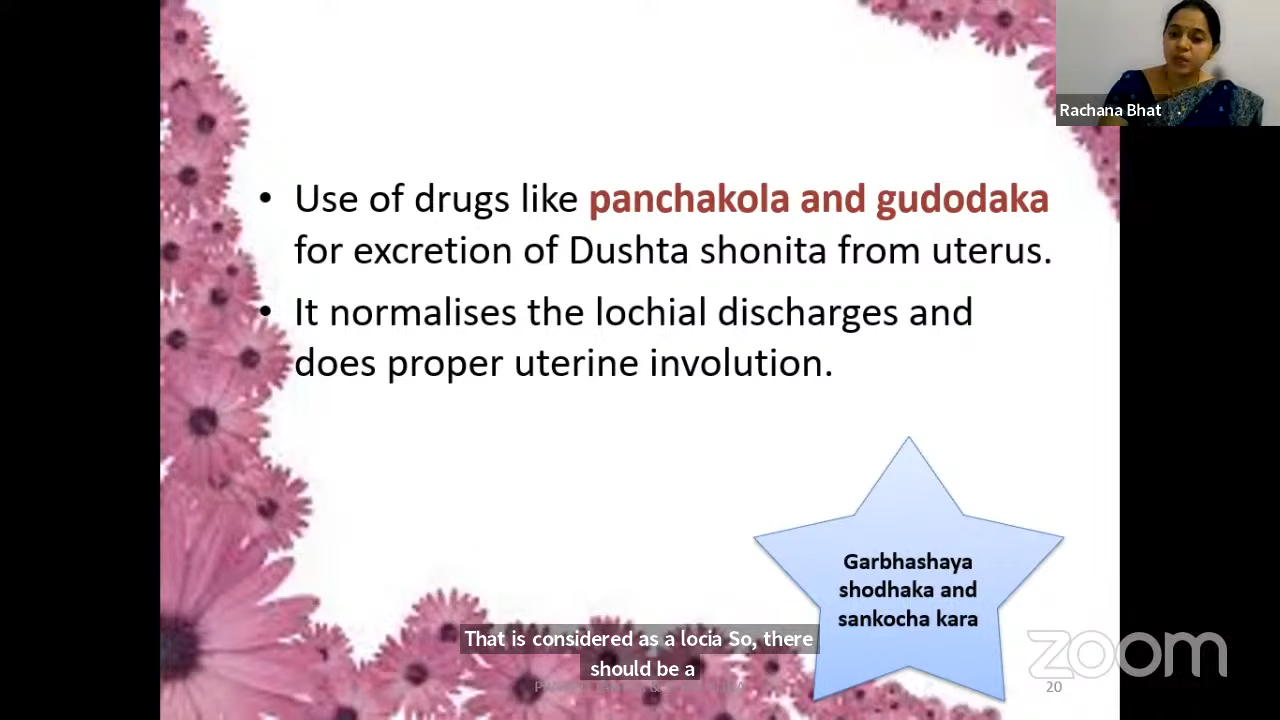 Rachana Bhat
• Use of drugs like panchakola and gudodaka
for excretion of Dushta shonita from uterus.
• It normalises the lochial discharges and
does proper uterine involution.
Garbhashaya
shodhaka and
sankocha kara
That is considered as a locia So, there
should be a
zoom
20